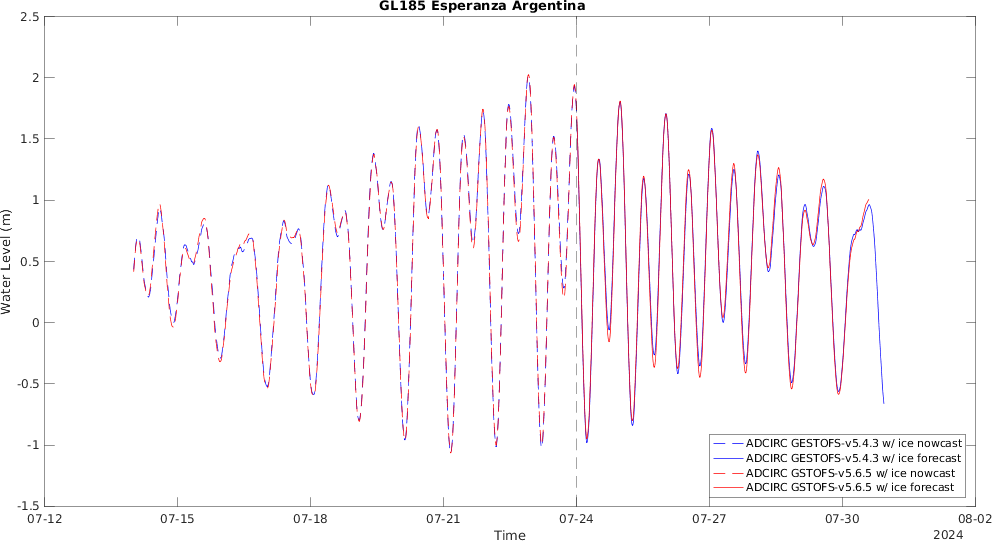 GL185 Esperanza Argentina
2.5
2
1.5
1
0.5
0
-0.5
-1
-1.5
Water Level (m)
07-12
07-15
07-18
07-21
07-24
07-27
07-30
08-02
Time
2024
ADCIRC GESTOFS-v5.4.3 w/ ice nowcast
ADCIRC GESTOFS-v5.4.3 w/ ice forecast
ADCIRC GSTOFS-v5.6.5 w/ ice nowcast
ADCIRC GSTOFS-v5.6.5 w/ ice forecast